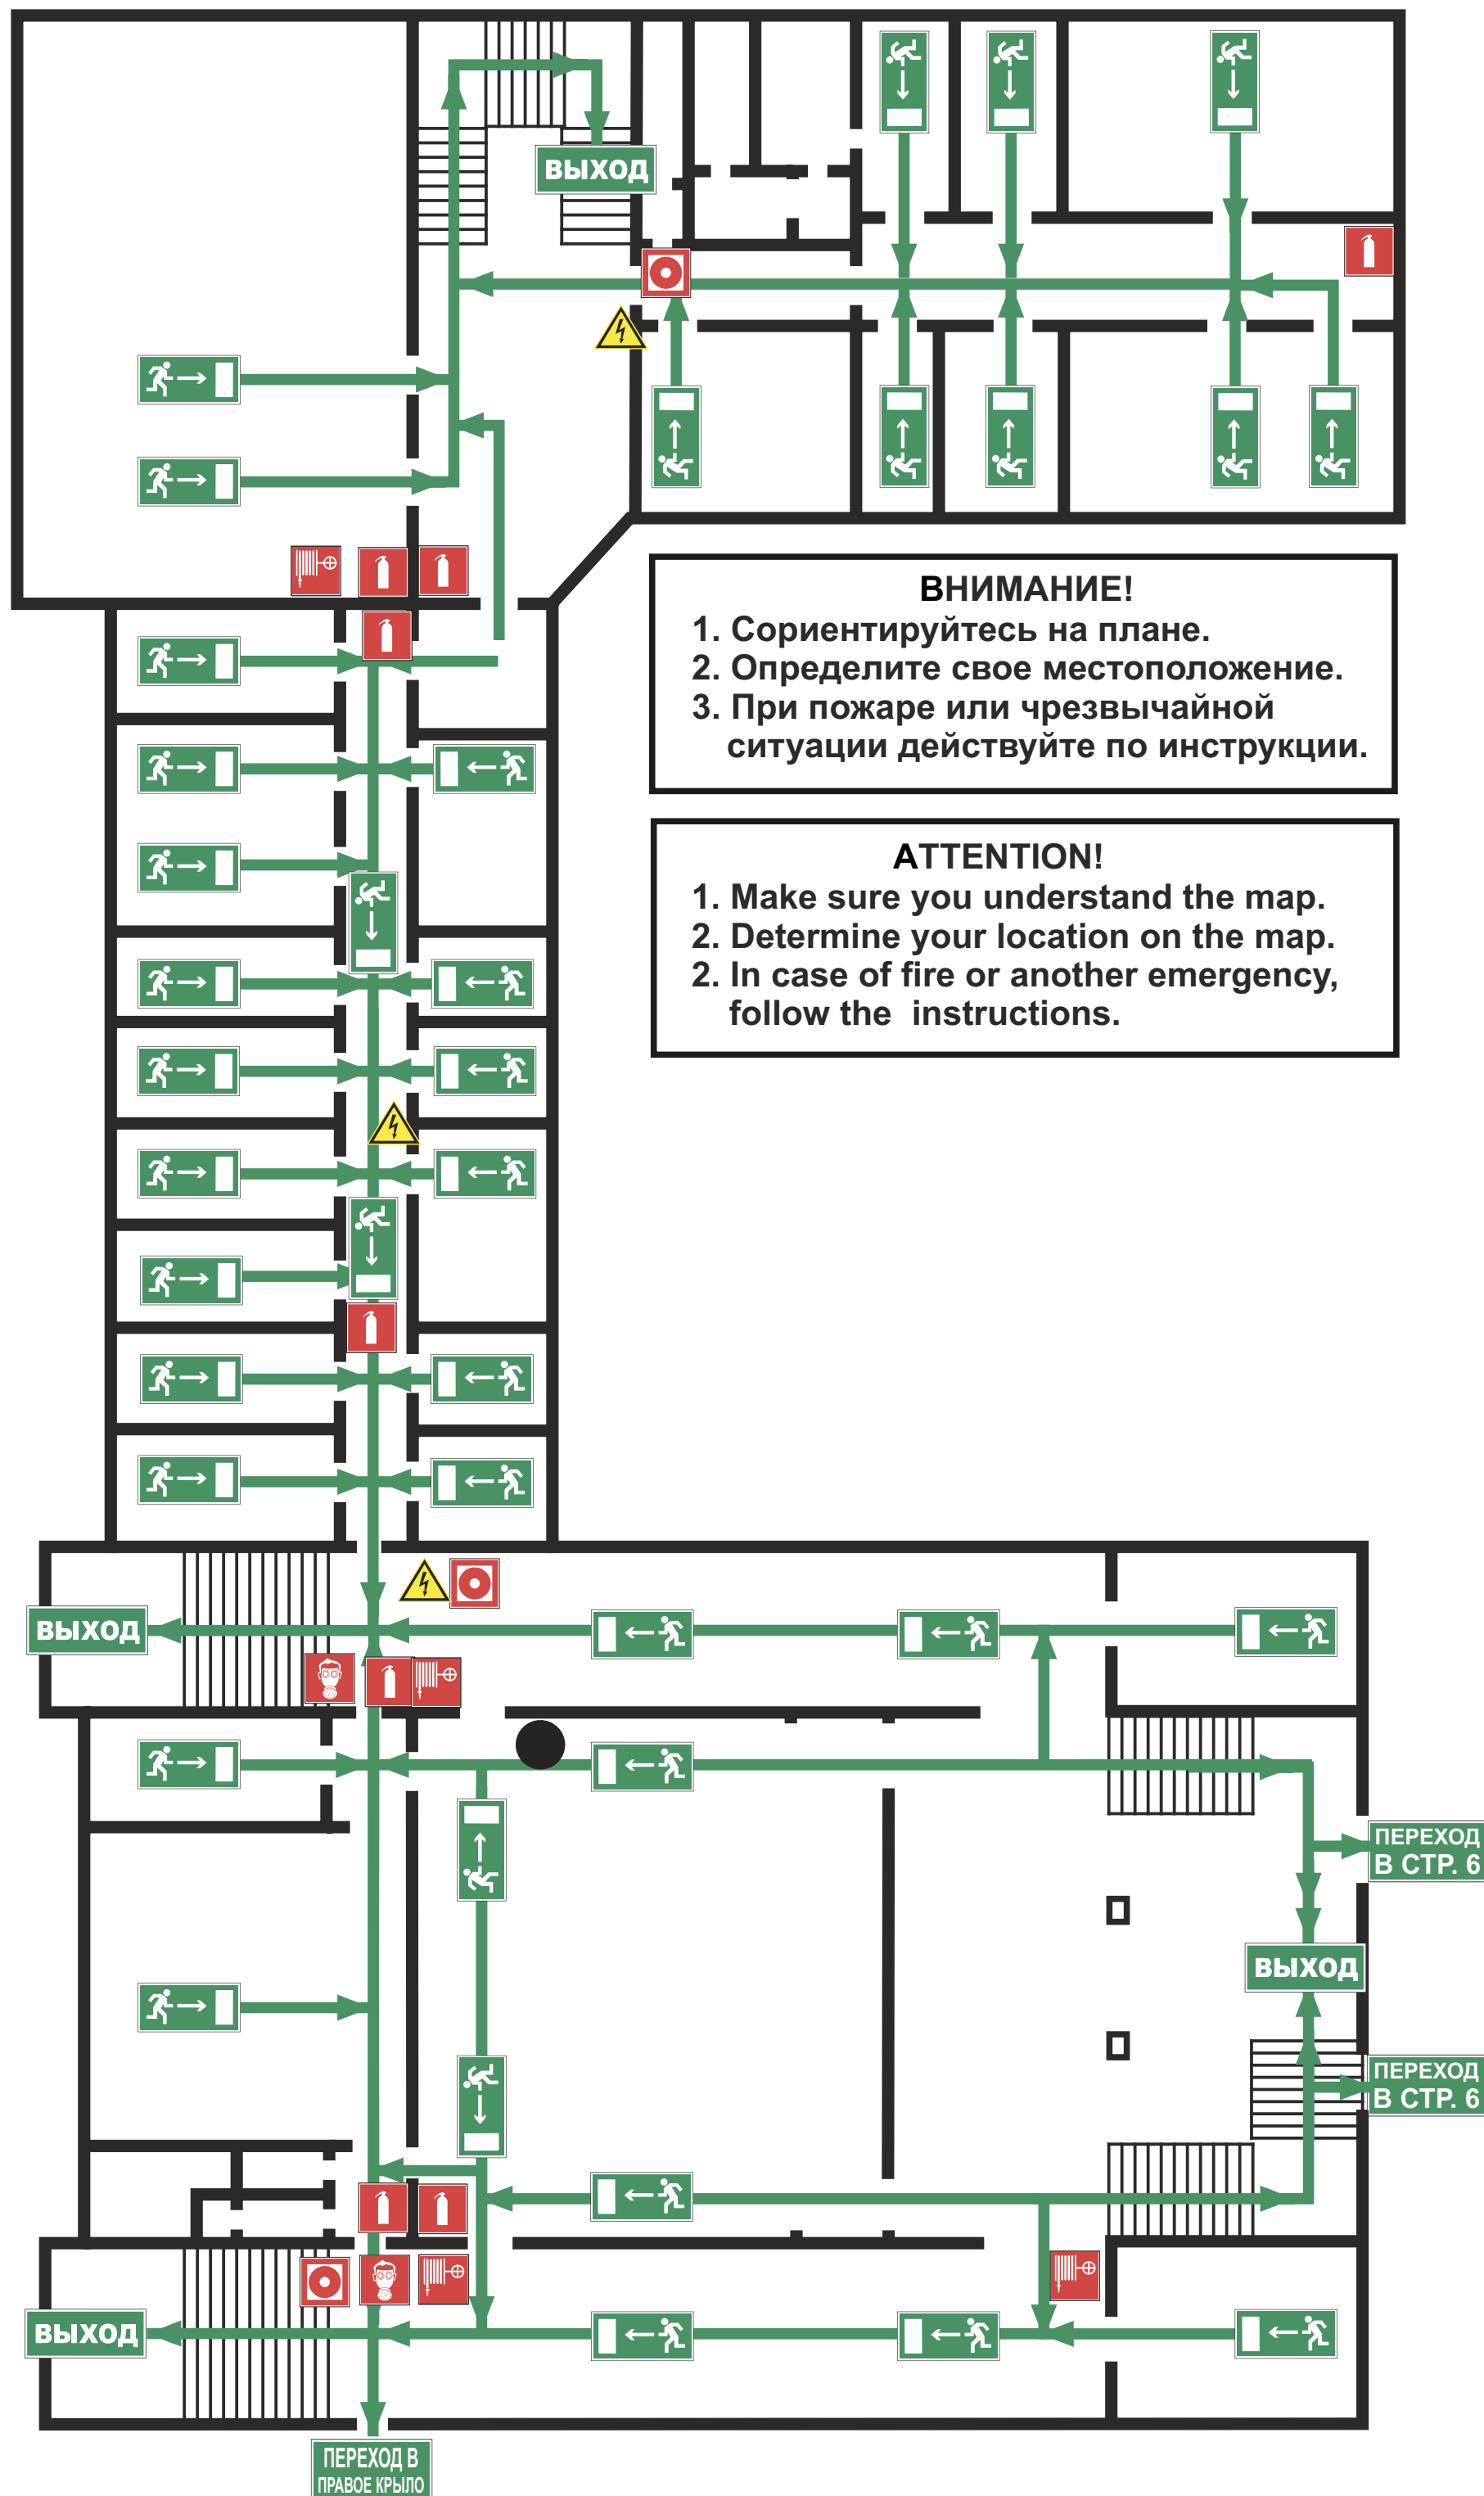 ВЫХОД
ВНИМАНИЕ!
1. Сориентируйтесь на плане.
2. Определите свое местоположение.
3. При пожаре или чрезвычайной
ситуации действуйте по инструкции.
ATTENTION!
1. Make sure you understand the map.
2. Determine your location on the map.
2. In case of fire or another emergency,
follow the instructions.
ВЫХОД
ПЕРЕХОД
В СТР. 6
ВЫХОД
ПЕРЕХОД
В СТР. 6
ВЫХОД
ПЕРЕХОД В
ПРАВОЕ КРЫЛО